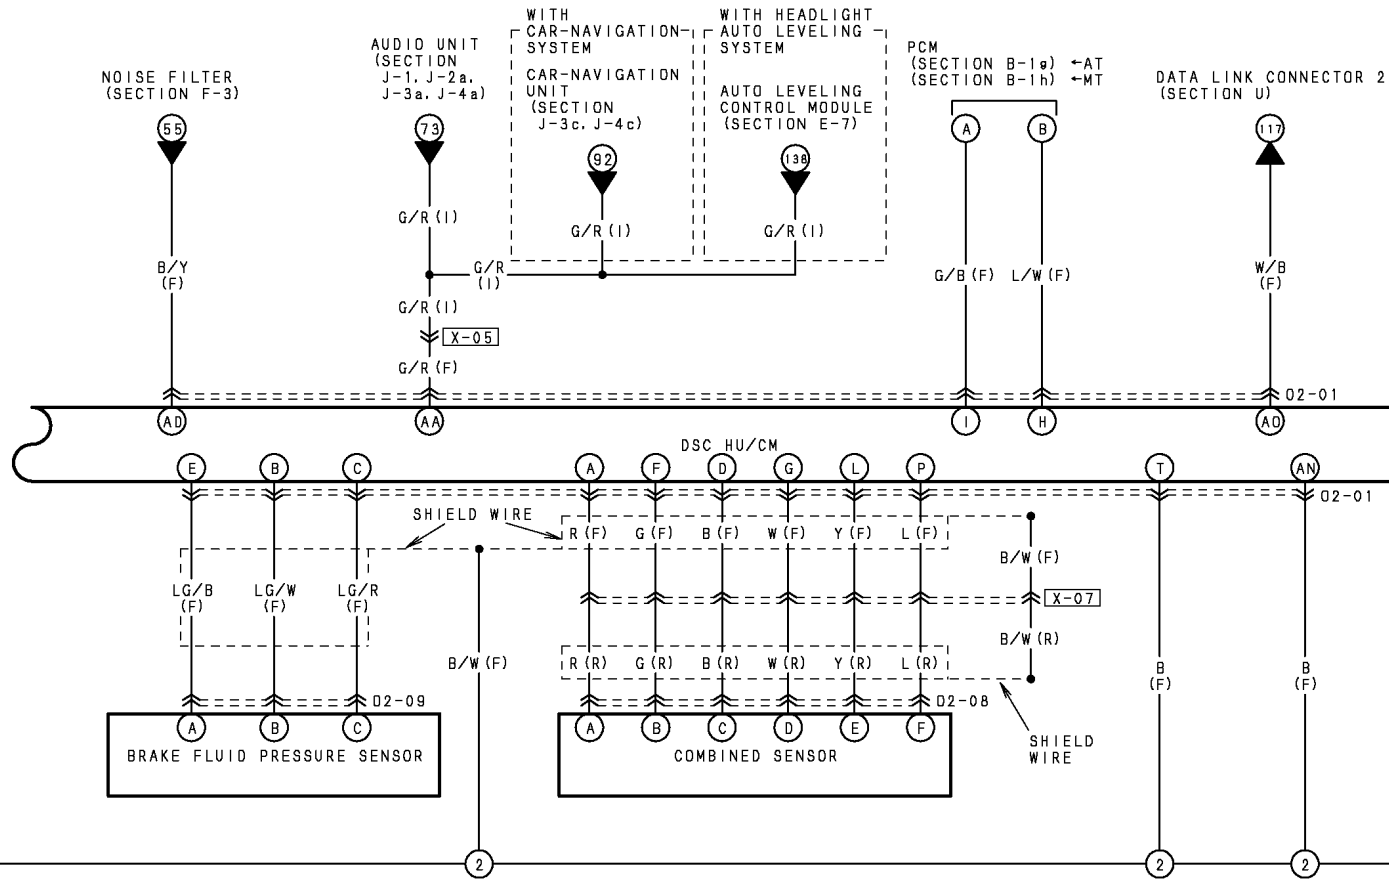 WITH
CAR-NAVIGATION
SYSTEM
WITH HEADLIGHT
AUTO LEVELING
SYSTEM
AUDIO UNIT
(SECTION
J-1, J-2a,
J-3a, J-4a)
NOISE FILTER
(SECTION F-3)
CAR-NAVIGATION
UNIT
(SECTION
J-3c, J-4c)
AUTO LEVELING
CONTROL MODULE
(SECTION E-7)
PCM
(SECTION B-1g) ←AT
(SECTION B-1h) ←MT
DATA LINK CONNECTOR 2
(SECTION U)
55
73
92
138
A
B
117
G/R (I)
G/R (I)
G/R (I)
B/Y
(F)
G/R
(I)
G/B (F)
L/W (F)
W/B
(F)
G/R (I)
X-05
G/R (F)
O2-01
AD
AA
I
H
AO
DSC HU/CM
E
B
C
A
F
D
G
L
P
T
AN
O2-01
SHIELD WIRE
R (F)
G (F)
B (F)
W (F)
Y (F)
L (F)
B/W (F)
LG/B
(F)
LG/W
(F)
LG/R
(F)
X-07
B/W (R)
B/W (F)
R (R)
G (R)
B (R)
W (R)
Y (R)
L (R)
B
(F)
B
(F)
O2-09
O2-08
A
B
C
A
B
C
D
E
F
BRAKE FLUID PRESSURE SENSOR
COMBINED SENSOR
SHIELD
WIRE
2
2
2